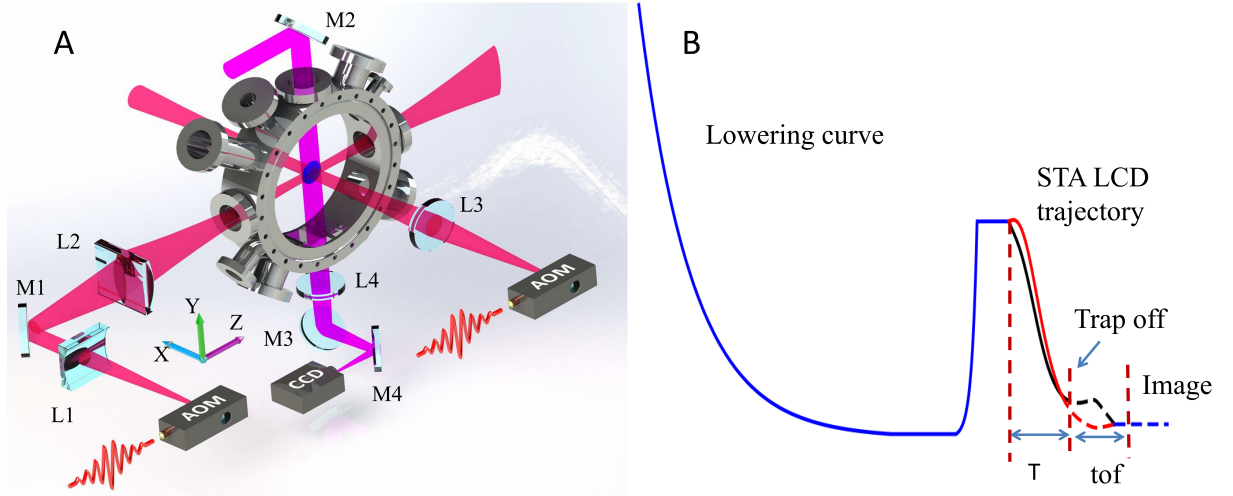 A
M2
B
Lowering curve
STA LCD
trajectory
L3
L2
AOM
L4
M1
Y
Z
X
M3
Trap off
CCD
M4
Image
L1
AOM
T
tof